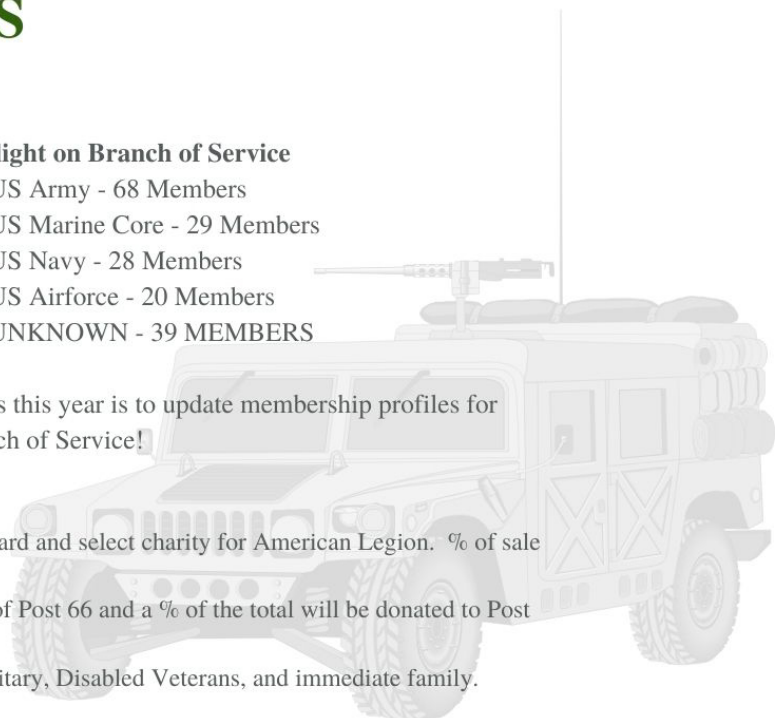 S
light on Branch of Service
US Army - 68 Members
US Marine Core - 29 Members
US Navy - 28 Members
US Airforce - 20 Members
UNKNOWN - 39 MEMBERS
s this year is to update membership profiles for
ch of Service!
ard and select charity for American Legion. % of sale
of Post 66 and a % of the total will be donated to Post
itary, Disabled Veterans, and immediate family.